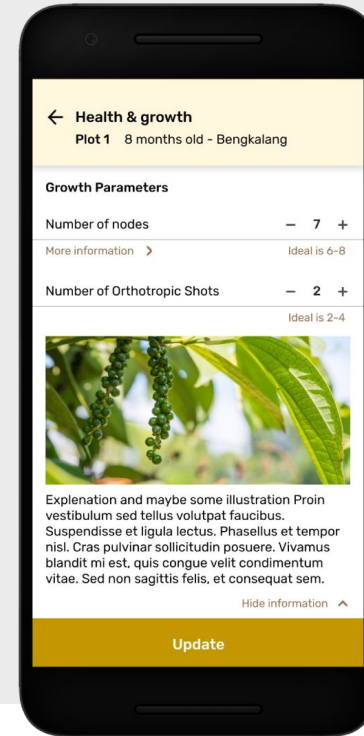 Health & growth
Plot 1 8 months old - Bengkalang
Growth Parameters
Number of nodes − 7 +
More information > Ideal is 6-8
Number of Orthotropic Shots − 2 +
Ideal is 2-4
Explenation and maybe some illustration Proin
vestibulum sed tellus volutpat faucibus.
Suspendisse et ligula lectus. Phasellus et tempor
nisl. Cras pulvinar sollicitudin posuere. Vivamus
blandit mi est, quis congue velit condimentum
vitae. Sed non sagittis felis, et consequat sem.
Hide information
Update